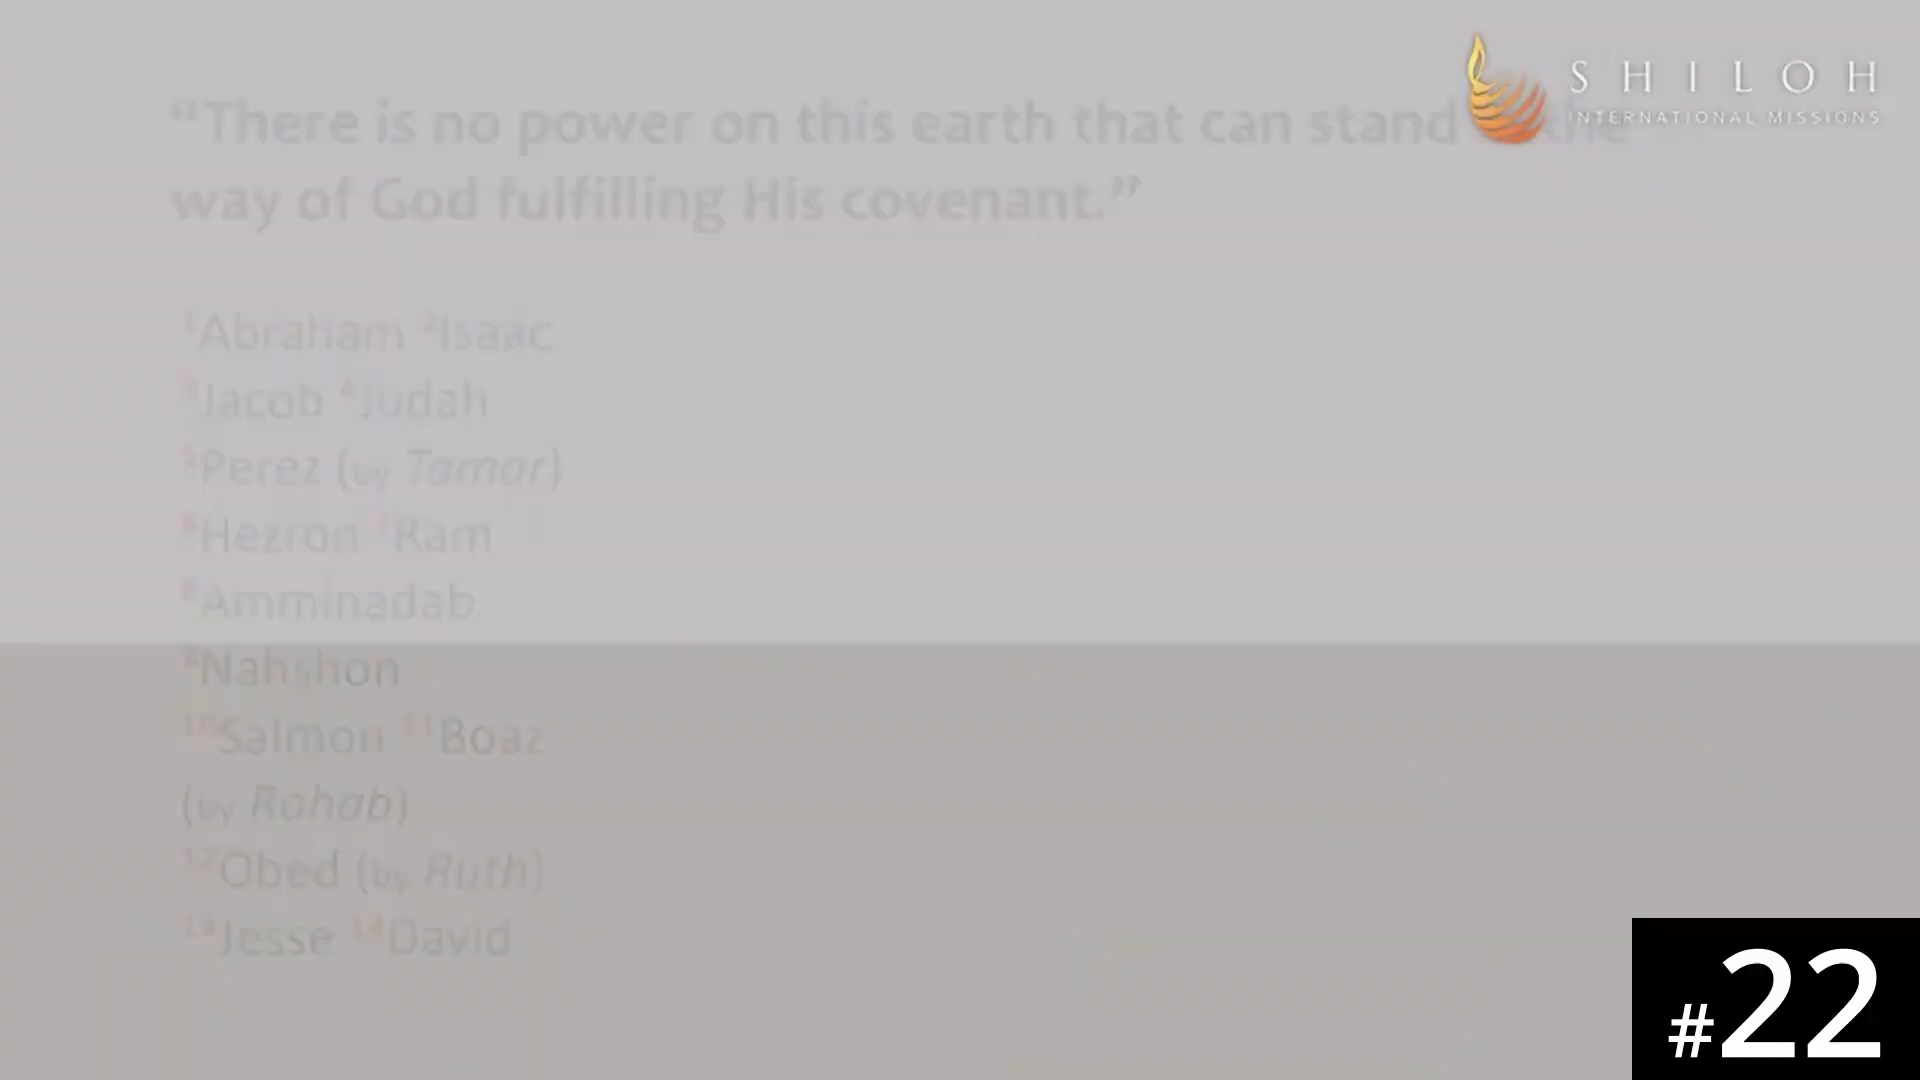 SHILOH
INTERNATIONAL MISSIONS
“There is no power on this earth that can stand the
way of God fulfilling His covenant.”
¹Abraham ²Isaac
³Jacob ⁴Judah
⁵Perez (by Tamar)
⁶Hezron ⁷Ram
⁸Amminadab
⁹Nahshon
¹⁰Salmon ¹¹Boaz
(by Rahab)
¹²Obed (by Ruth)
¹³Jesse ¹⁴David
#22